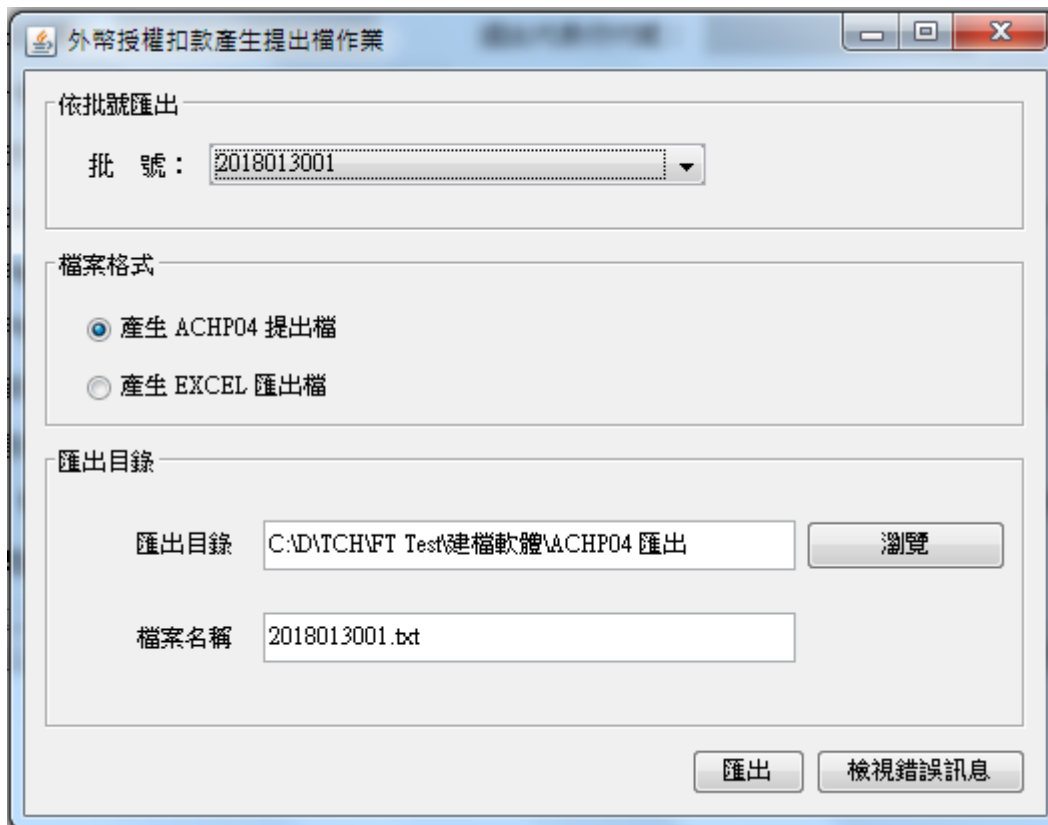 外幣授權扣款產生提出檔作業
依批號匯出
批 號： 2018013001
檔案格式
產生 ACHP04 提出檔
產生 EXCEL 匯出檔
匯出目錄
匯出目錄 C:\D\TCH\FT Test\建檔軟體\ACHP04 匯出 瀏覽
檔案名稱 2018013001.txt
匯出 檢視錯誤訊息